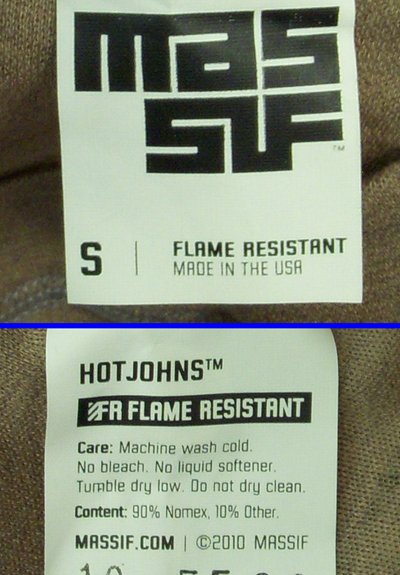 mas
sıf
™
S | FLAME RESISTANT
MADE IN THE USA
HOTJOHNS™
FR FLAME RESISTANT
Care: Machine wash cold.
No bleach. No liquid softener.
Tumble dry low. Do not dry clean.
Content: 90% Nomex, 10% Other.
MASSIF.COM | ©2010 MASSIF